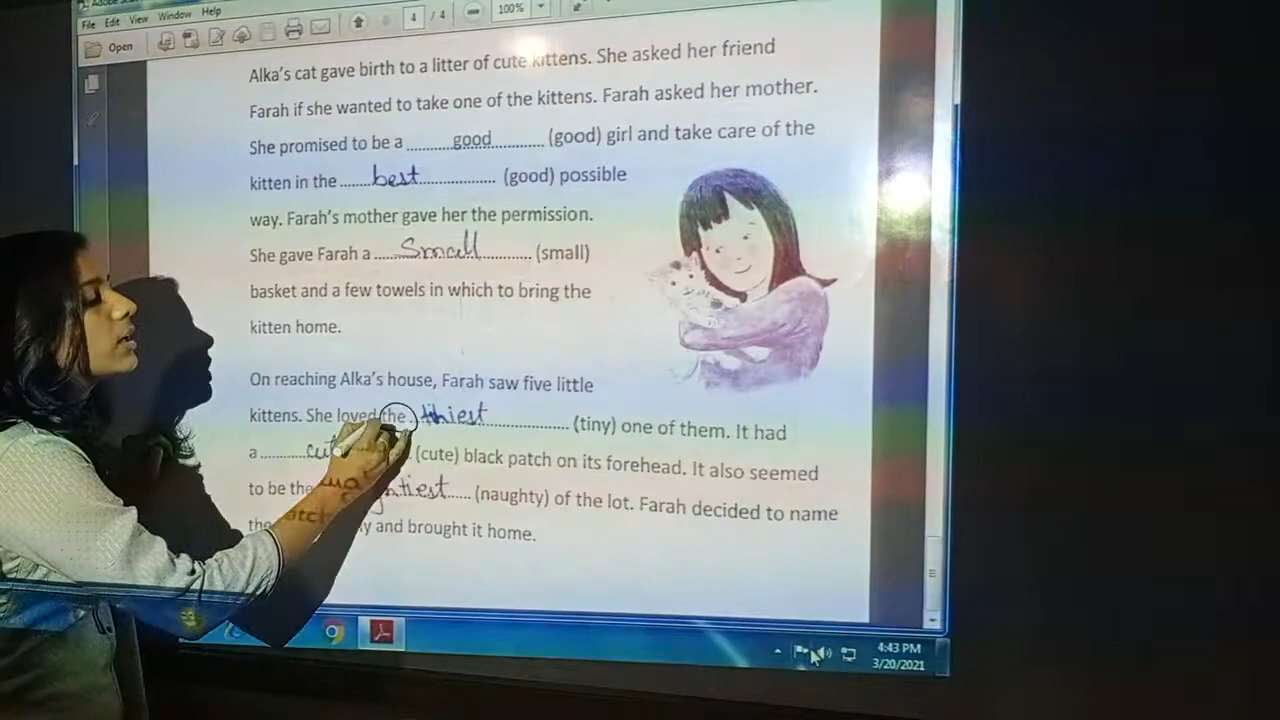 File Edit View Window Help
Open 4 / 4 100%
Alka's cat gave birth to a litter of cute kittens. She asked her friend
Farah if she wanted to take one of the kittens. Farah asked her mother.
She promised to be a ........good............ (good) girl and take care of the
kitten in the .......best................. (good) possible
way. Farah's mother gave her the permission.
She gave Farah a ......Small............ (small)
basket and a few towels in which to bring the
kitten home.
On reaching Alka's house, Farah saw five little
kittens. She loved the tiniest................. (tiny) one of them. It had
a .......... (cute) black patch on its forehead. It also seemed
to be the ..... (naughty) of the lot. Farah decided to name
and brought it home.
4:43 PM
3/20/2021